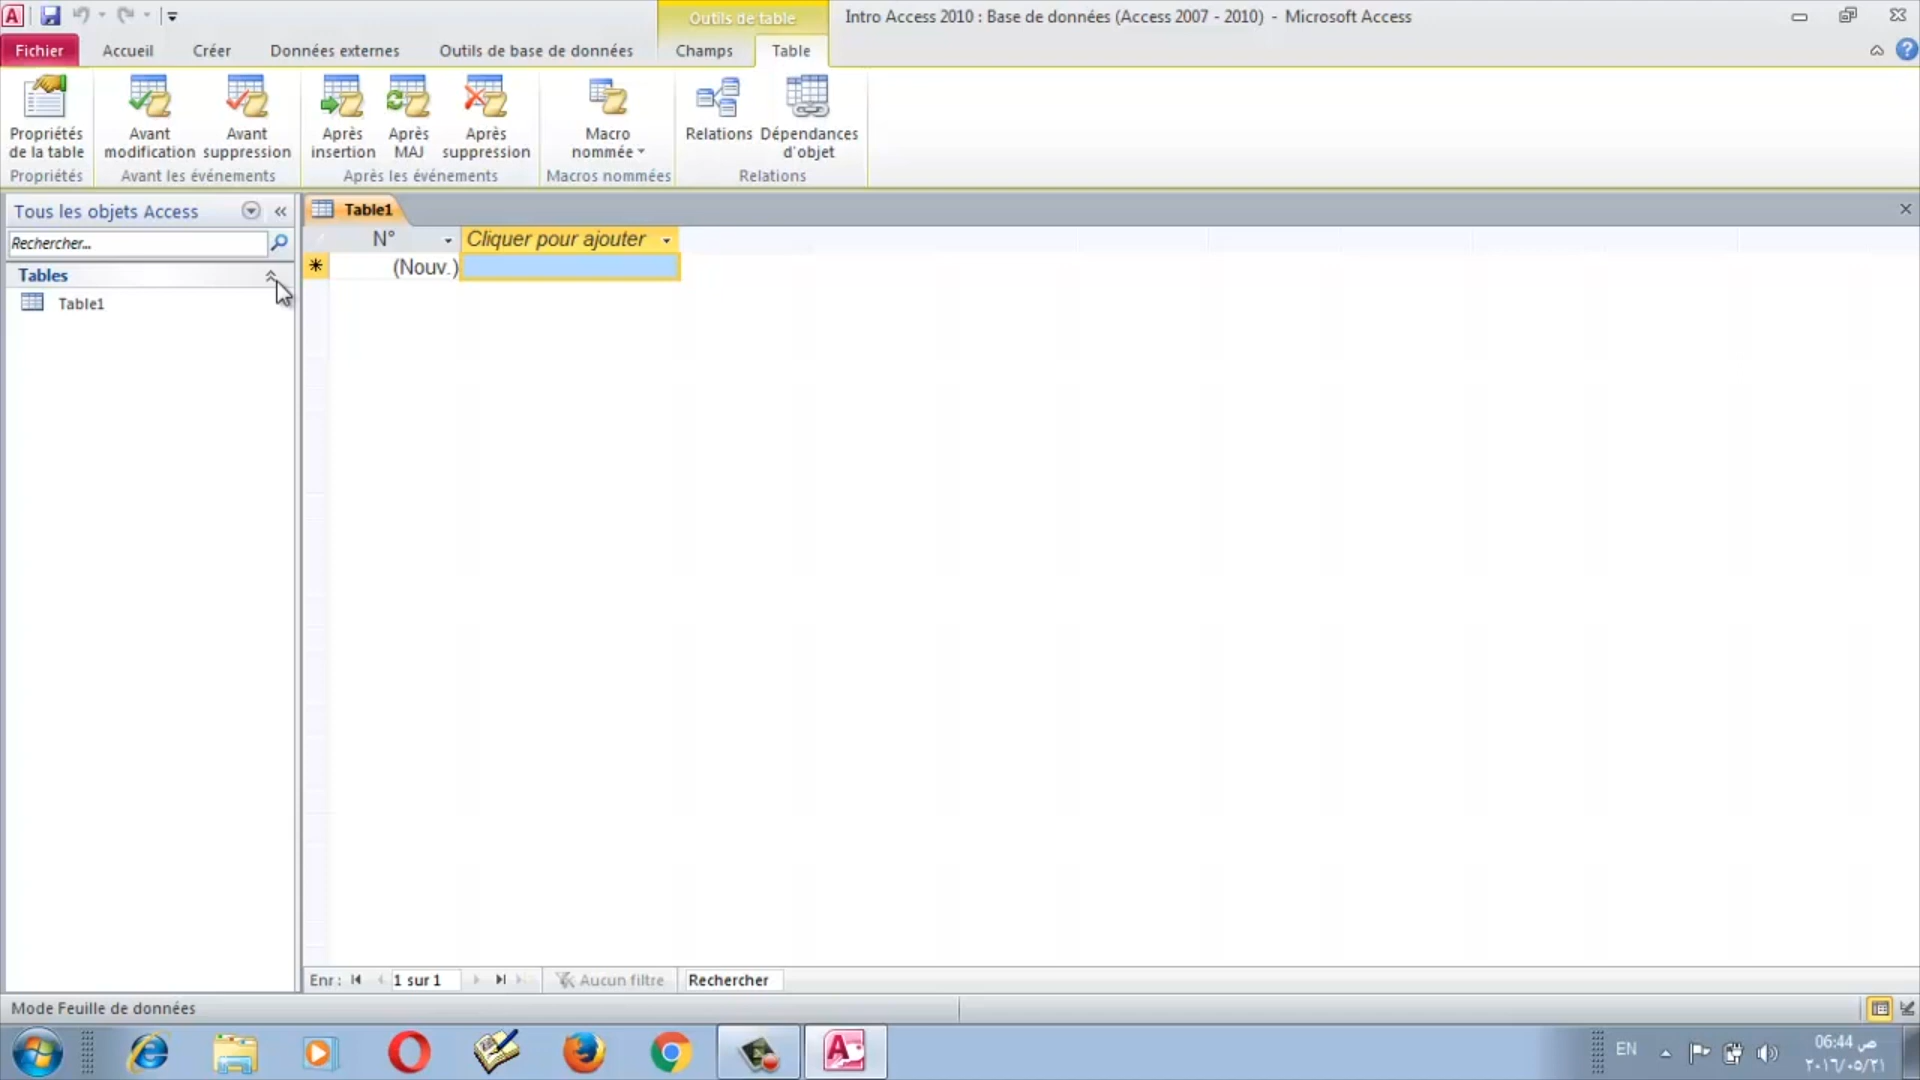 Outils de table
Intro Access 2010 : Base de données (Access 2007 - 2010) - Microsoft Access
Fichier Accueil Créer Données externes Outils de base de données Champs Table
Propriétés de la table
Avant modification
Avant suppression
Après insertion
Après MAJ
Après suppression
Macro nommée
Relations
Dépendances d'objet
Propriétés Avant les événements Après les événements Macros nommées Relations
Tous les objets Access
Table1
Rechercher...
N° Cliquer pour ajouter
(Nouv.)
Tables
Table1
Enr : 1 sur 1 Aucun filtre Rechercher
Mode Feuille de données
EN
06:44 ص
٢٠١٦/٠٥/٢١